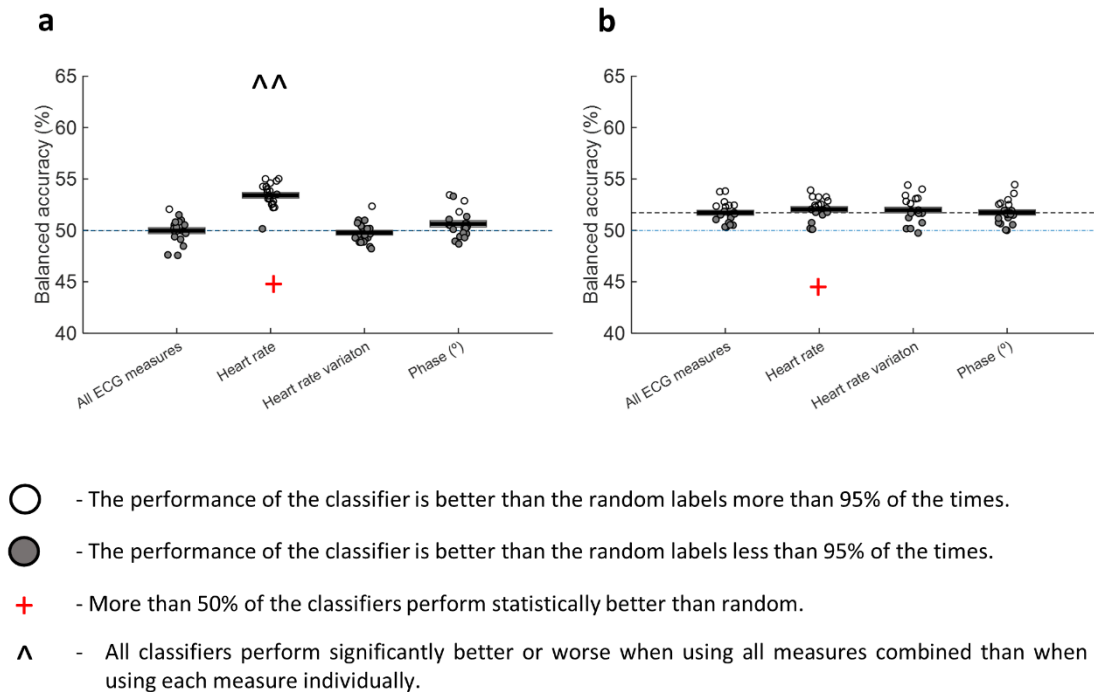 a
b
^^
65
60
55
50
45
40
Balanced accuracy (%)
+
All ECG measures
Heart rate
Heart rate variaton
Phase (º)
65
60
55
50
45
40
Balanced accuracy (%)
+
All ECG measures
Heart rate
Heart rate variaton
Phase (º)
- The performance of the classifier is better than the random labels more than 95% of the times.
- The performance of the classifier is better than the random labels less than 95% of the times.
+ - More than 50% of the classifiers perform statistically better than random.
^ - All classifiers perform significantly better or worse when using all measures combined than when
using each measure individually.